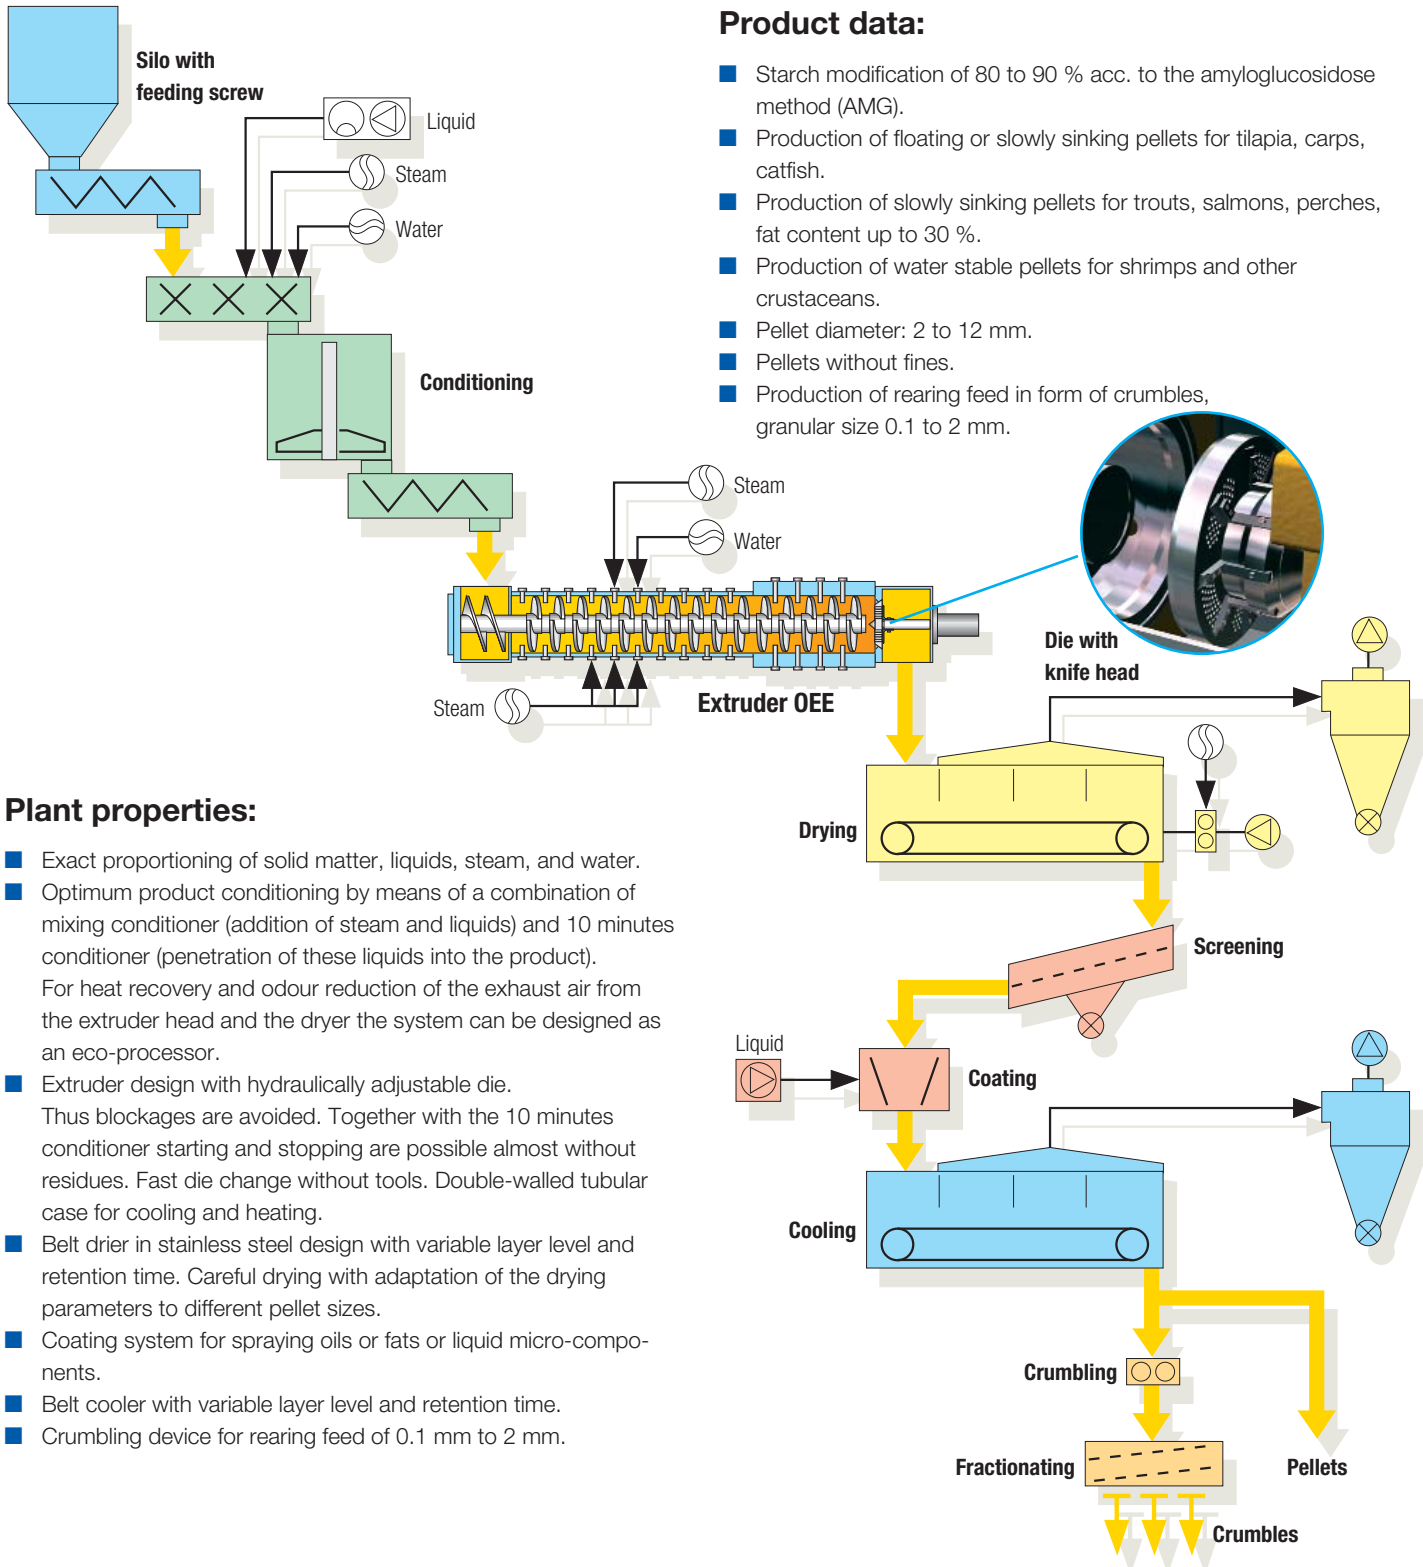 Product data:
Starch modification of 80 to 90 % acc. to the amyloglucosidose
method (AMG).
Production of floating or slowly sinking pellets for tilapia, carps,
catfish.
Production of slowly sinking pellets for trouts, salmons, perches,
fat content up to 30 %.
Production of water stable pellets for shrimps and other
crustaceans.
Pellet diameter: 2 to 12 mm.
Pellets without fines.
Production of rearing feed in form of crumbles,
granular size 0.1 to 2 mm.
Silo with
feeding screw
Liquid
Steam
Water
Conditioning
Steam
Water
Steam
Extruder OEE
Die with
knife head
Drying
Screening
Liquid
Coating
Cooling
Crumbling
Fractionating
Pellets
Crumbles
Plant properties:
Exact proportioning of solid matter, liquids, steam, and water.
Optimum product conditioning by means of a combination of
mixing conditioner (addition of steam and liquids) and 10 minutes
conditioner (penetration of these liquids into the product).
For heat recovery and odour reduction of the exhaust air from
the extruder head and the dryer the system can be designed as
an eco-processor.
Extruder design with hydraulically adjustable die.
Thus blockages are avoided. Together with the 10 minutes
conditioner starting and stopping are possible almost without
residues. Fast die change without tools. Double-walled tubular
case for cooling and heating.
Belt drier in stainless steel design with variable layer level and
retention time. Careful drying with adaptation of the drying
parameters to different pellet sizes.
Coating system for spraying oils or fats or liquid micro-compo-
nents.
Belt cooler with variable layer level and retention time.
Crumbling device for rearing feed of 0.1 mm to 2 mm.